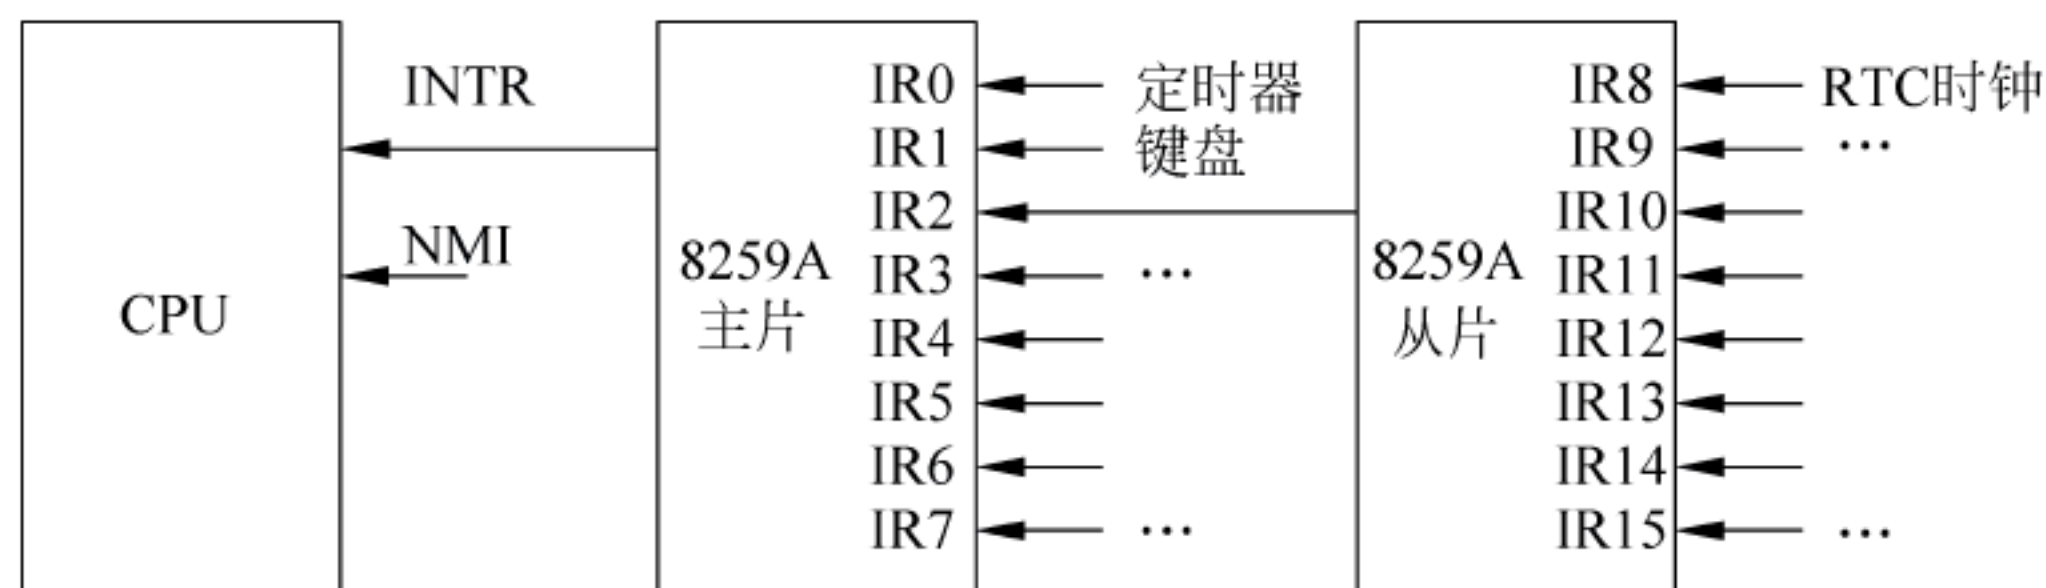 INTR
NMI
CPU
8259A
主片
IR0
IR1
IR2
IR3
IR4
IR5
IR6
IR7
定时器
键盘
…
…
8259A
从片
IR8
IR9
IR10
IR11
IR12
IR13
IR14
IR15
RTC时钟
…
…